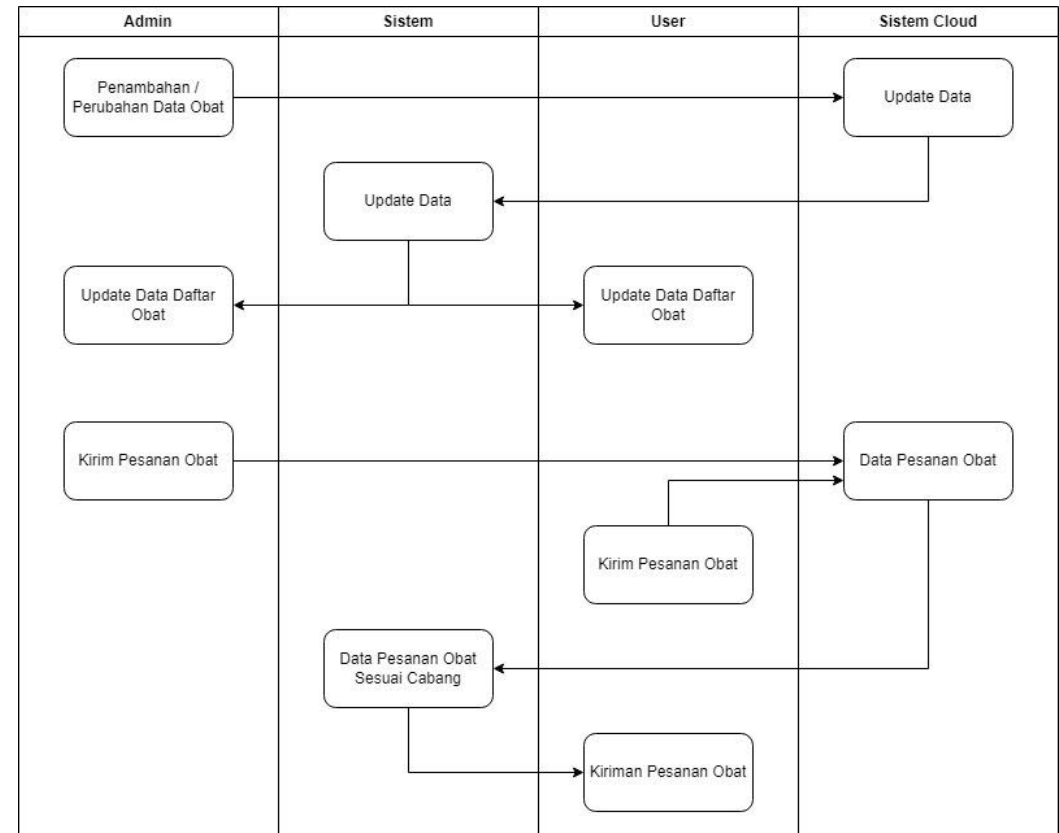 Admin
Sistem
User
Sistem Cloud
Penambahan /
Perubahan Data Obat
Update Data
Update Data
Update Data Daftar
Obat
Update Data Daftar
Obat
Kirim Pesanan Obat
Data Pesanan Obat
Kirim Pesanan Obat
Data Pesanan Obat
Sesuai Cabang
Kiriman Pesanan Obat